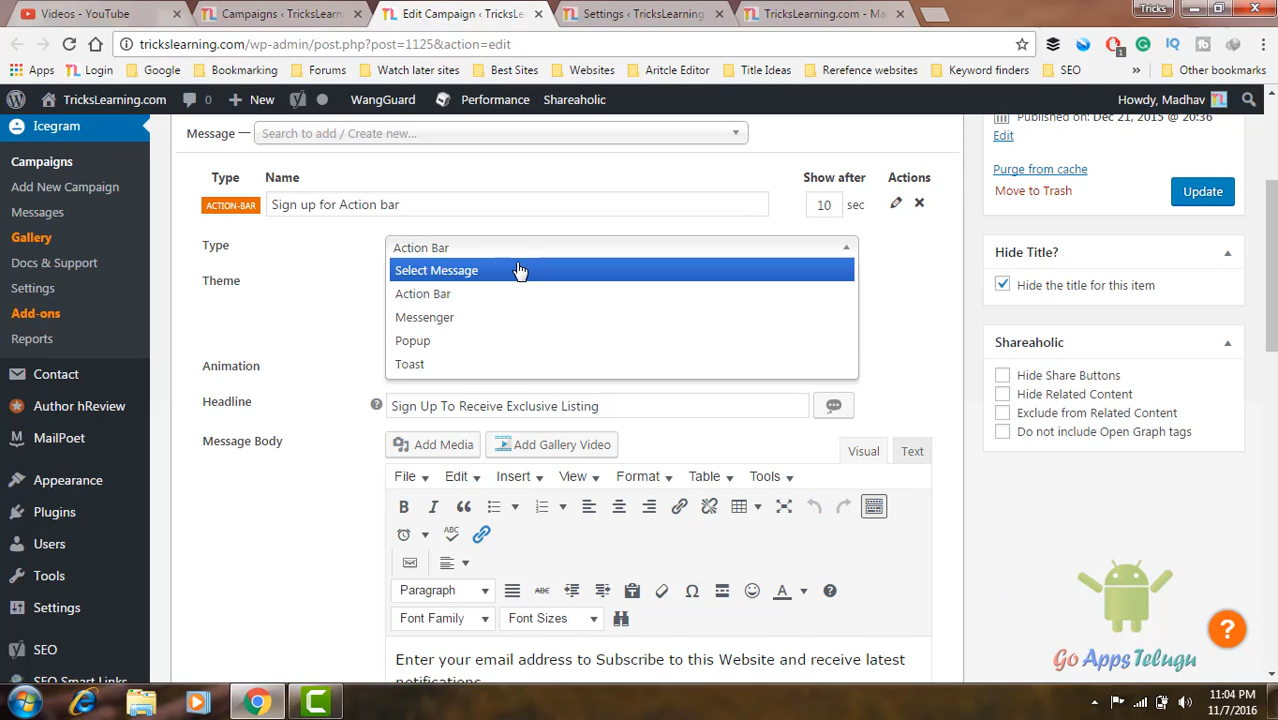 Videos - YouTube
Campaigns ‹ TricksLearning
Edit Campaign ‹ TricksLe
Settings ‹ TricksLearning
TricksLearning.com - Ma
Tricks
trickslearning.com/wp-admin/post.php?post=1125&action=edit
1
Apps
Login
Google
Bookmarking
Forums
Watch later sites
Best Sites
Websites
Aritcle Editor
Title Ideas
Rerefence websites
Keyword finders
SEO
»
Other bookmarks
TricksLearning.com
0
New
WangGuard
Performance
Shareaholic
Howdy, Madhav
Icegram
Campaigns
Add New Campaign
Messages
Gallery
Docs & Support
Settings
Add-ons
Reports
Contact
Author hReview
MailPoet
Appearance
Plugins
Users
Tools
Settings
SEO
SEO Smart Links
Message —
Search to add / Create new...
Type
Name
Show after
Actions
ACTION-BAR
Sign up for Action bar
10
sec
Type
Action Bar
Select Message
Action Bar
Messenger
Popup
Toast
Theme
Animation
Headline
Sign Up To Receive Exclusive Listing
Message Body
Add Media
Add Gallery Video
Visual
Text
File
Edit
Insert
View
Format
Table
Tools
Paragraph
Font Family
Font Sizes
Enter your email address to Subscribe to this Website and receive latest
notifications
Published on: Dec 21, 2015 @ 20:36
Edit
Purge from cache
Move to Trash
Update
Hide Title?
Hide the title for this item
Shareaholic
Hide Share Buttons
Hide Related Content
Exclude from Related Content
Do not include Open Graph tags
Go Apps Telugu
11:04 PM
11/7/2016